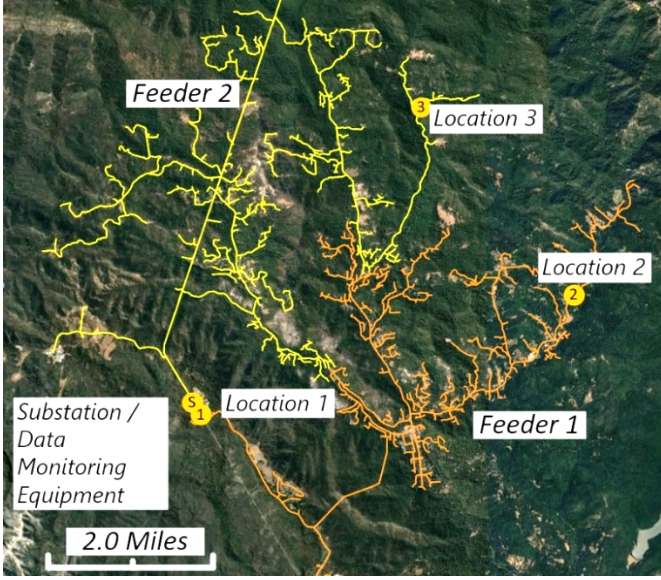 Feeder 2
3
Location 3
Location 2
2
S
1
Location 1
Feeder 1
Substation /
Data
Monitoring
Equipment
2.0 Miles